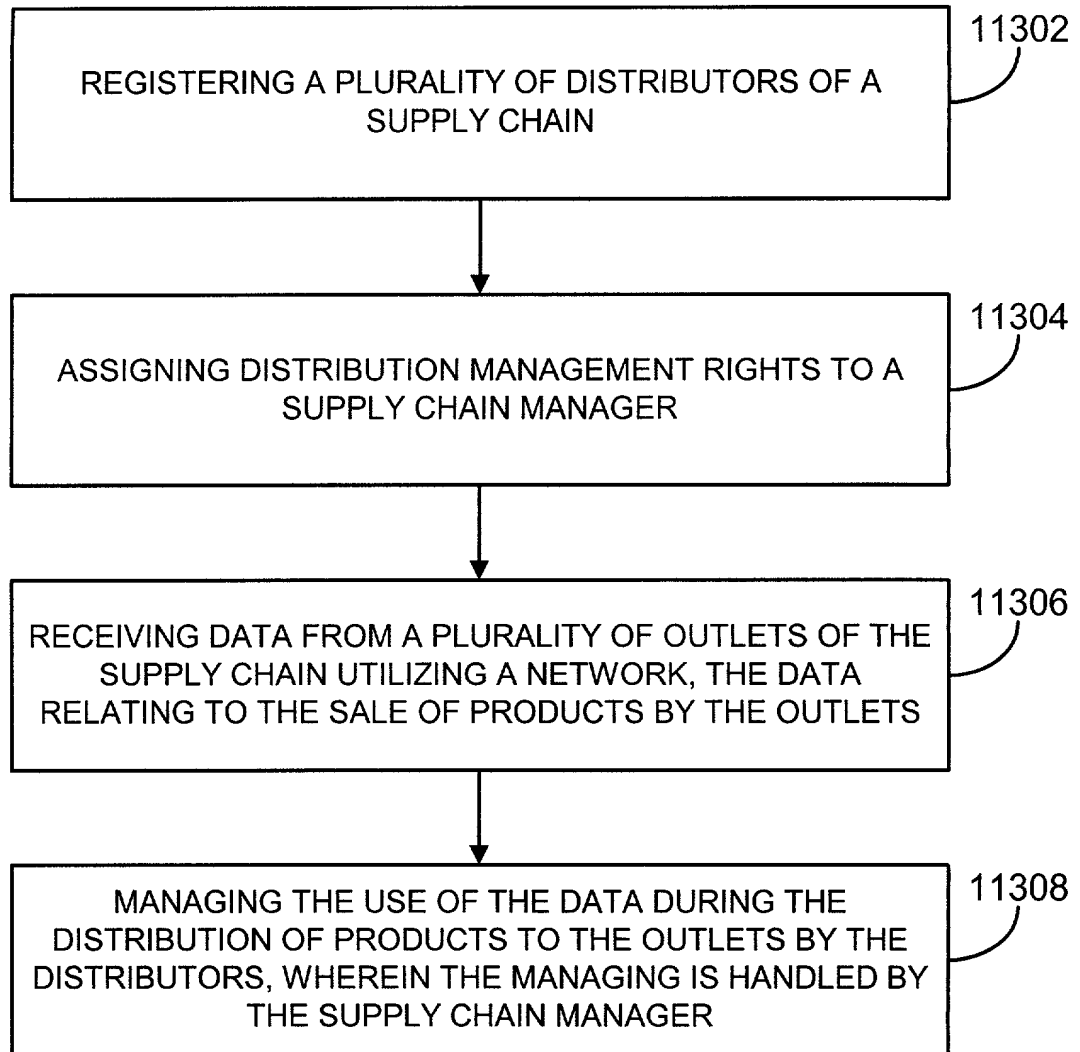 11302
REGISTERING A PLURALITY OF DISTRIBUTORS OF A
SUPPLY CHAIN
11304
ASSIGNING DISTRIBUTION MANAGEMENT RIGHTS TO A
SUPPLY CHAIN MANAGER
11306
RECEIVING DATA FROM A PLURALITY OF OUTLETS OF THE
SUPPLY CHAIN UTILIZING A NETWORK, THE DATA
RELATING TO THE SALE OF PRODUCTS BY THE OUTLETS
11308
MANAGING THE USE OF THE DATA DURING THE
DISTRIBUTION OF PRODUCTS TO THE OUTLETS BY THE
DISTRIBUTORS, WHEREIN THE MANAGING IS HANDLED BY
THE SUPPLY CHAIN MANAGER